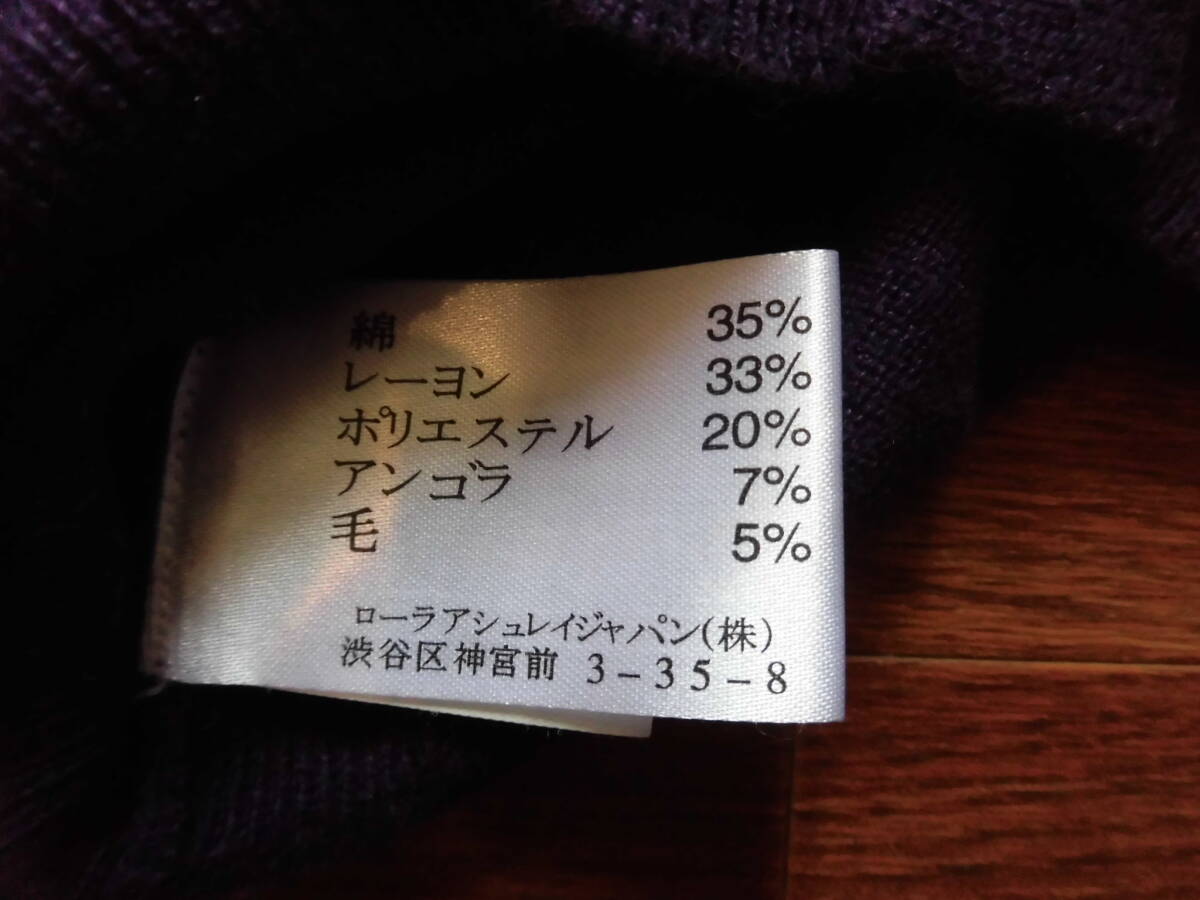 綿 35%
レーヨン 33%
ポリエステル 20%
アンゴラ 7%
毛 5%
ローラアシュレイジャパン(株)
渋谷区神宮前 3-35-8